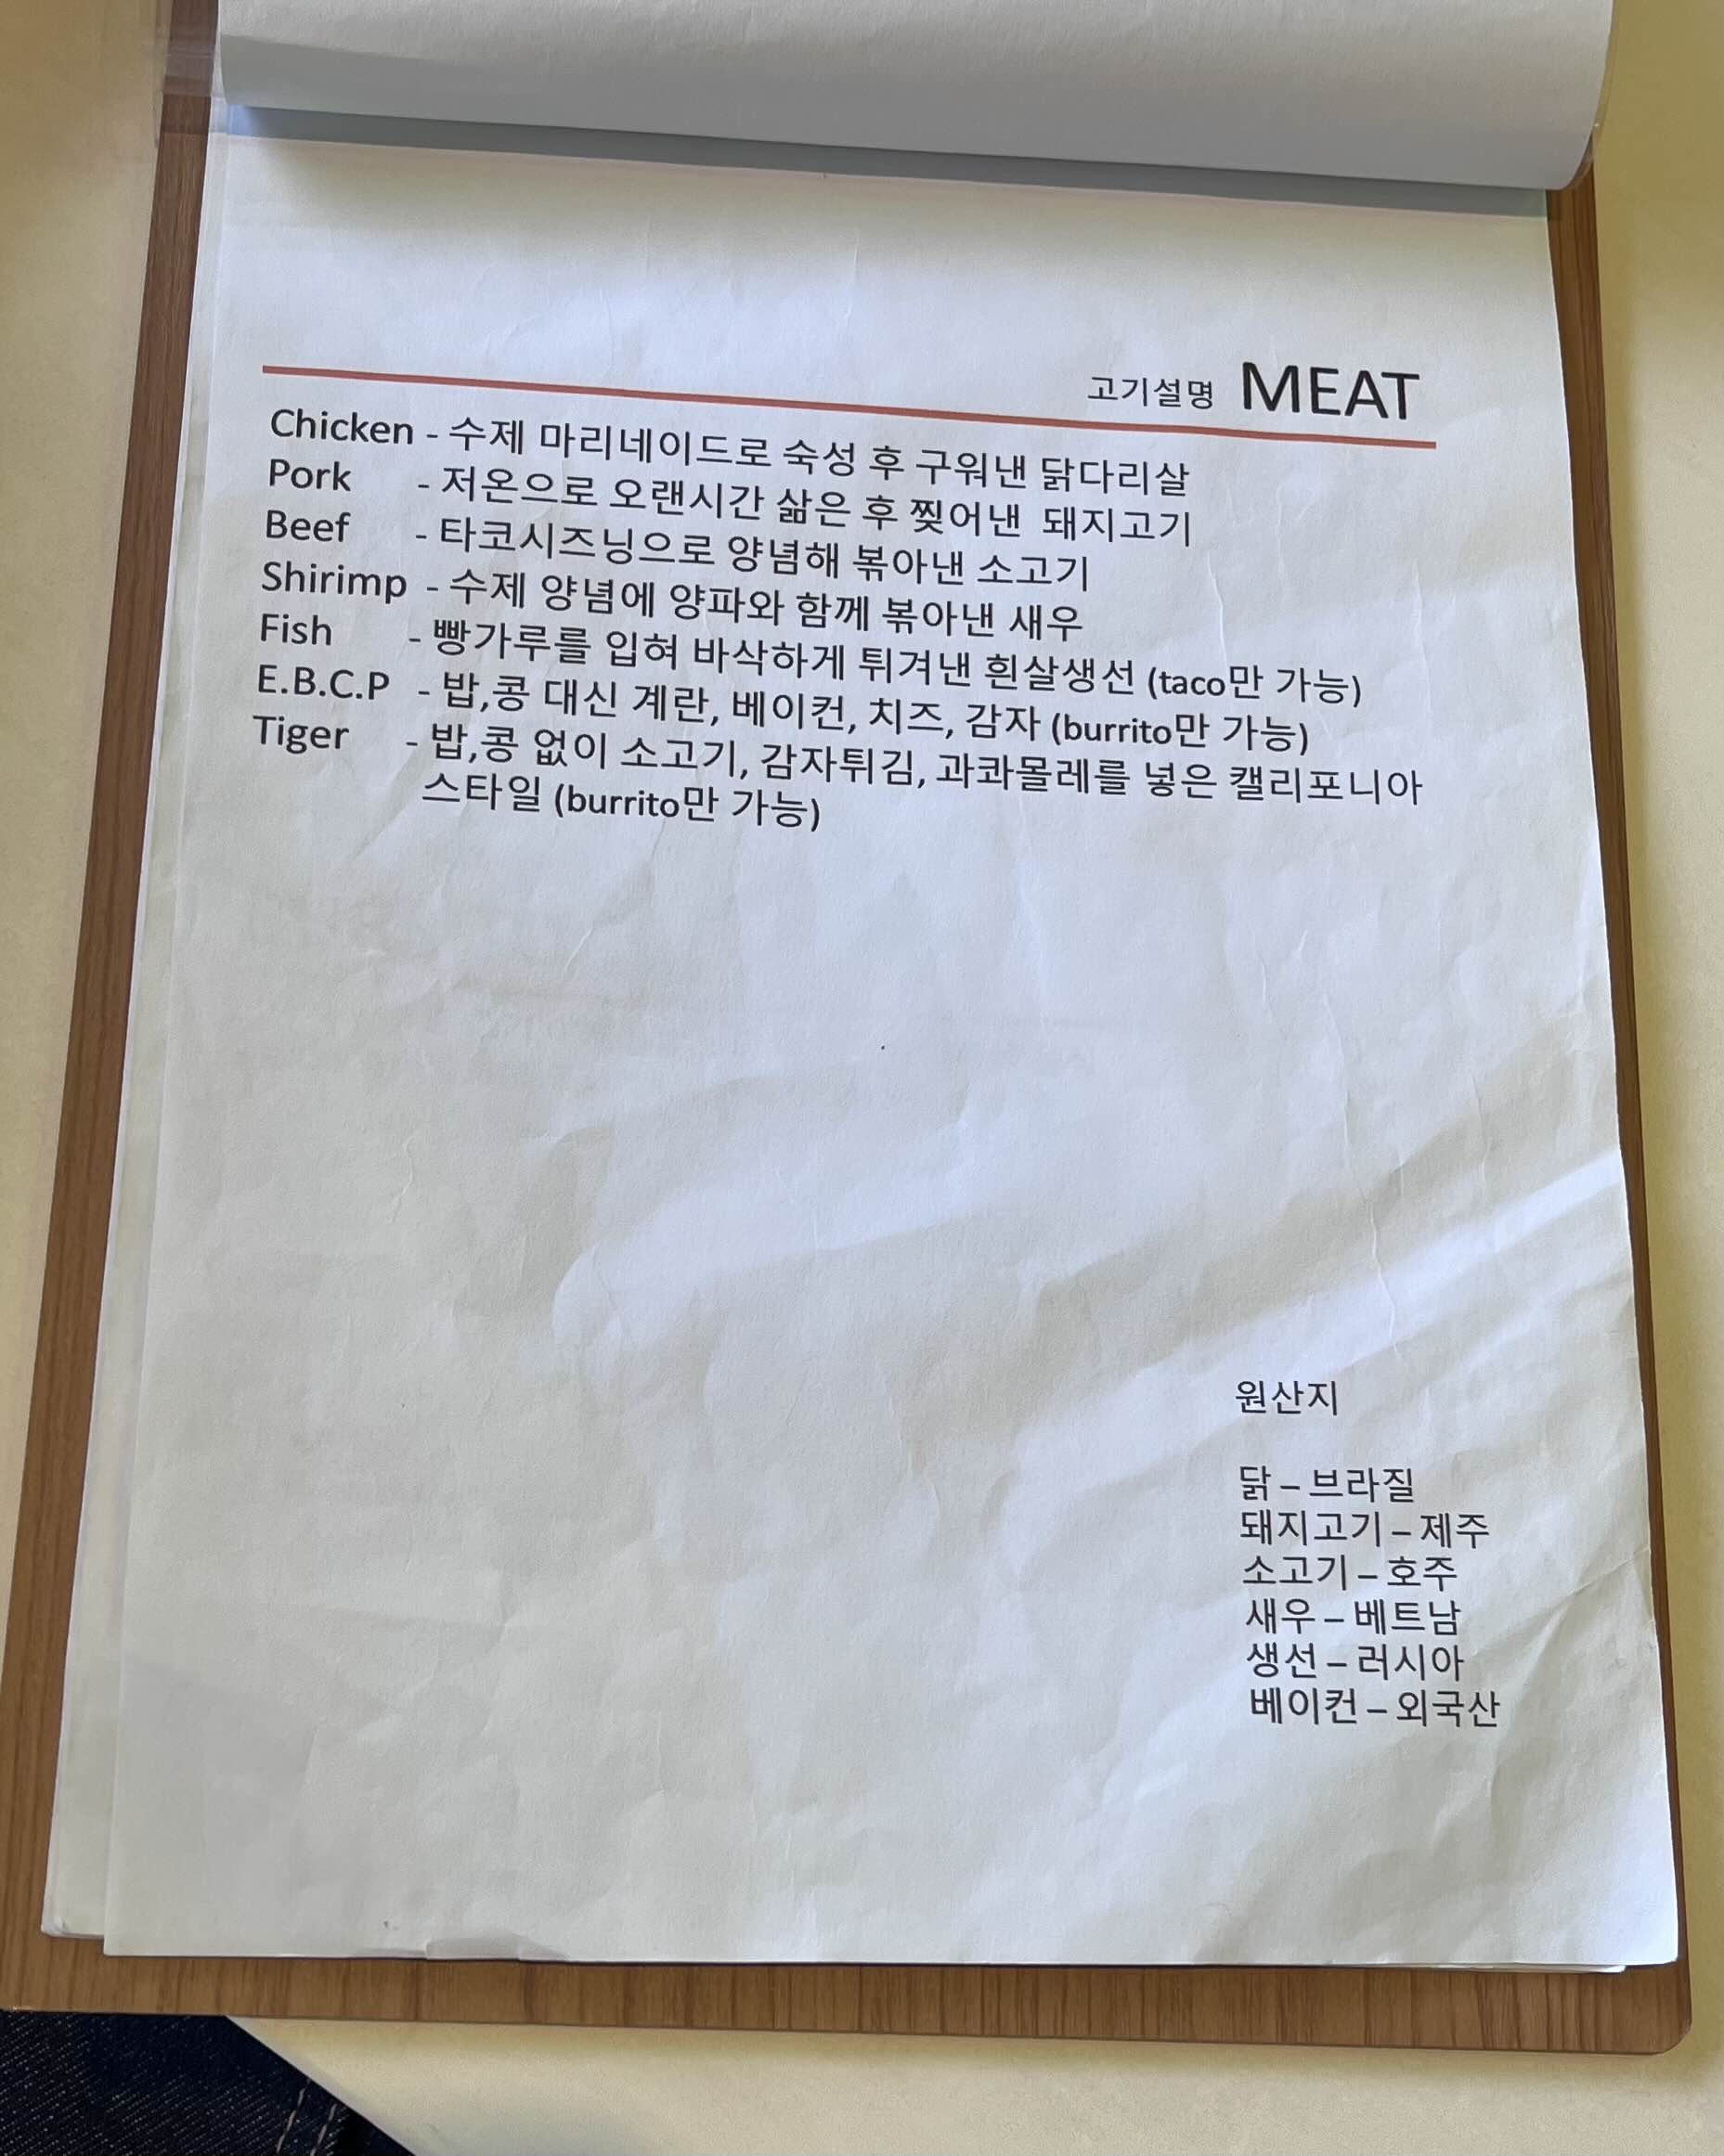 고기설명 MEAT
Chicken - 수제 마리네이드로 숙성 후 구워낸 닭다리살
Pork - 저온으로 오랜시간 삶은 후 찢어낸 돼지고기
Beef - 타코시즈닝으로 양념해 볶아낸 소고기
Shirimp - 수제 양념에 양파와 함께 볶아낸 새우
Fish - 빵가루를 입혀 바삭하게 튀겨낸 흰살생선 (taco만 가능)
E.B.C.P - 밥,콩 대신 계란, 베이컨, 치즈, 감자 (burrito만 가능)
Tiger - 밥,콩 없이 소고기, 감자튀김, 과콰몰레를 넣은 캘리포니아
스타일 (burrito만 가능)
원산지
닭 – 브라질
돼지고기 – 제주
소고기 – 호주
새우 – 베트남
생선 – 러시아
베이컨 – 외국산